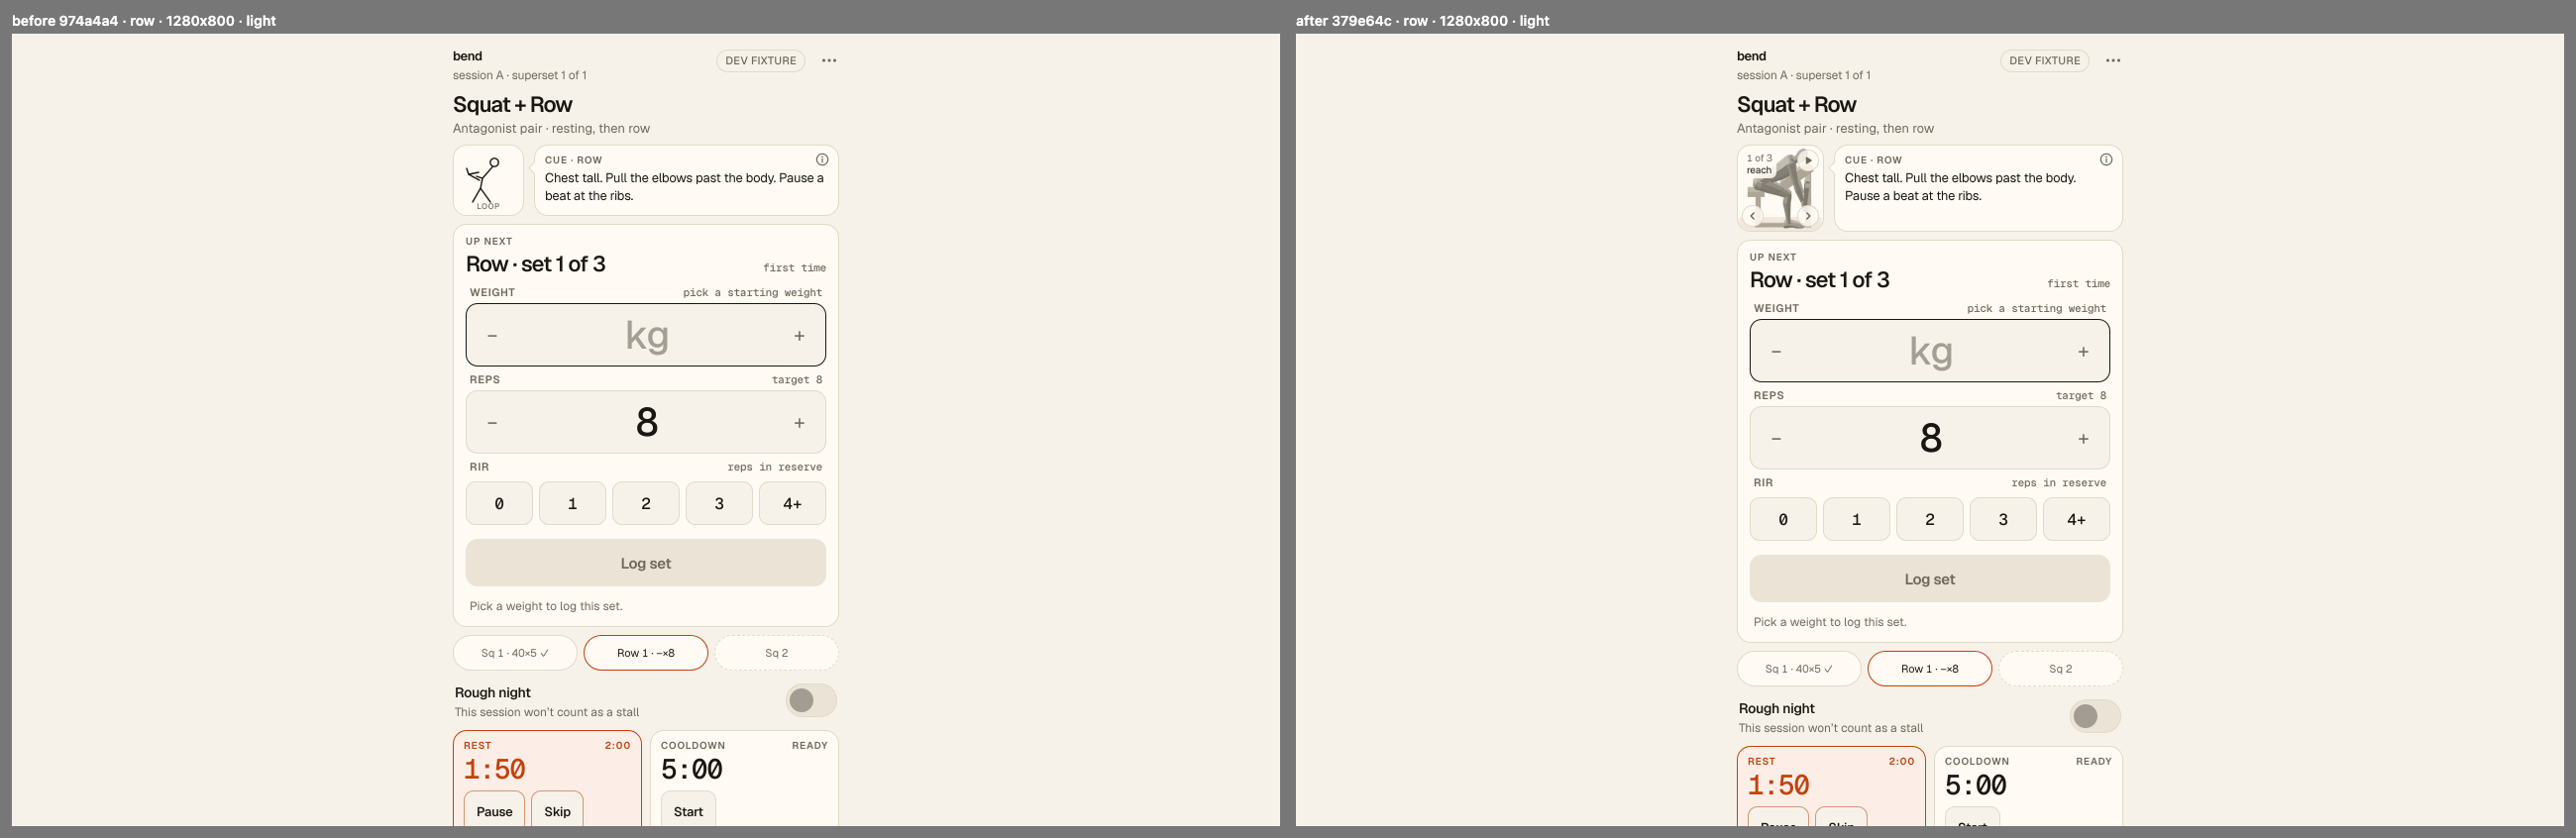 before 974a4a4 · row · 1280x800 · light
bend
DEV FIXTURE
session A · superset 1 of 1
Squat + Row
Antagonist pair · resting, then row
LOOP
CUE · ROW
Chest tall. Pull the elbows past the body. Pause a
beat at the ribs.
UP NEXT
Row · set 1 of 3
first time
WEIGHT
pick a starting weight
− kg +
REPS
target 8
− 8 +
RIR
reps in reserve
0 1 2 3 4+
Log set
Pick a weight to log this set.
Sq 1 · 40×5 ✓
Row 1 · –×8
Sq 2
Rough night
This session won't count as a stall
REST 2:00
1:50
Pause Skip
COOLDOWN READY
5:00
Start
after 379e64c · row · 1280x800 · light
bend
DEV FIXTURE
session A · superset 1 of 1
Squat + Row
Antagonist pair · resting, then row
1 of 3
reach
CUE · ROW
Chest tall. Pull the elbows past the body.
Pause a beat at the ribs.
UP NEXT
Row · set 1 of 3
first time
WEIGHT
pick a starting weight
− kg +
REPS
target 8
− 8 +
RIR
reps in reserve
0 1 2 3 4+
Log set
Pick a weight to log this set.
Sq 1 · 40×5 ✓
Row 1 · –×8
Sq 2
Rough night
This session won't count as a stall
REST 2:00
1:50
Pause Skip
COOLDOWN READY
5:00
Start